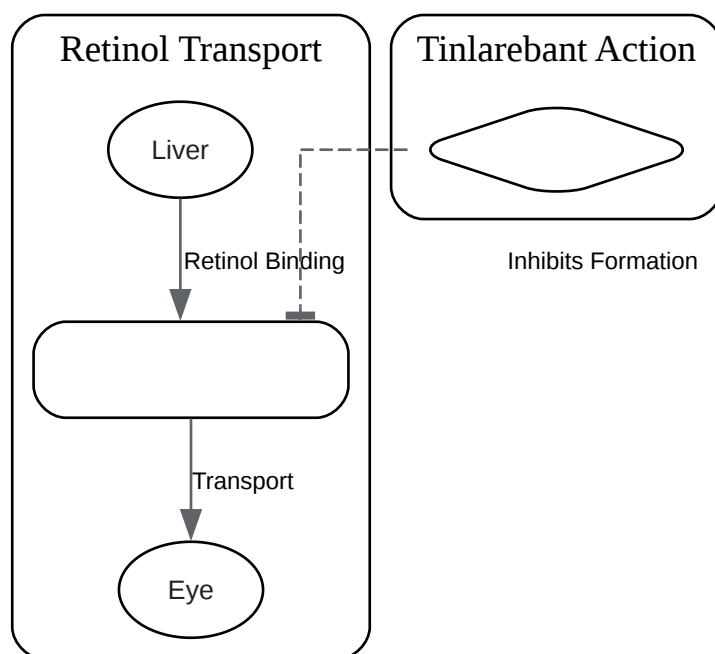 Retinol Transport
Tinlarebant Action
Liver
Retinol Binding
Inhibits Formation
Transport
Eye